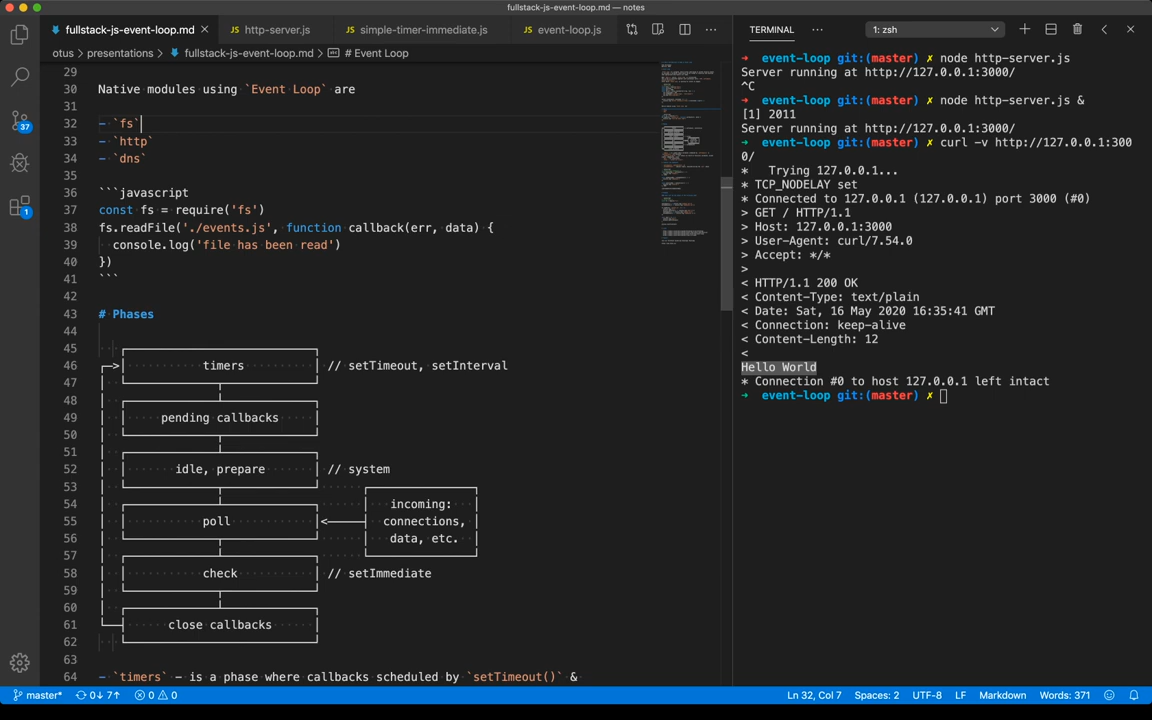 fullstack-js-event-loop.md — notes
fullstack-js-event-loop.md
JS http-server.js
JS simple-timer-immediate.js
JS event-loop.js
otus > presentations > fullstack-js-event-loop.md > # Event Loop
29
30 Native modules using `Event Loop` are
31
32 - `fs`
33 - `http`
34 - `dns`
35
36 ```javascript
37 const fs = require('fs')
38 fs.readFile('./events.js', function callback(err, data) {
39 console.log('file has been read')
40 })
41 ```
42
43 # Phases
44
45
46 timers // setTimeout, setInterval
47
48
49 pending callbacks
50
51
52 idle, prepare // system
53
54 incoming:
55 poll connections,
56 data, etc.
57
58 check // setImmediate
59
60
61 close callbacks
62
63
64 - `timers` - is a phase where callbacks scheduled by `setTimeout()` &
TERMINAL
1: zsh
➜ event-loop git:(master) ✗ node http-server.js
Server running at http://127.0.0.1:3000/
^C
➜ event-loop git:(master) ✗ node http-server.js &
[1] 2011
Server running at http://127.0.0.1:3000/
➜ event-loop git:(master) ✗ curl -v http://127.0.0.1:300
0/
* Trying 127.0.0.1...
* TCP_NODELAY set
* Connected to 127.0.0.1 (127.0.0.1) port 3000 (#0)
> GET / HTTP/1.1
> Host: 127.0.0.1:3000
> User-Agent: curl/7.54.0
> Accept: */*
>
< HTTP/1.1 200 OK
< Content-Type: text/plain
< Date: Sat, 16 May 2020 16:35:41 GMT
< Connection: keep-alive
< Content-Length: 12
<
Hello World
* Connection #0 to host 127.0.0.1 left intact
➜ event-loop git:(master) ✗
37
1
master* 0↓ 7↑ 0 0
Ln 32, Col 7 Spaces: 2 UTF-8 LF Markdown Words: 371